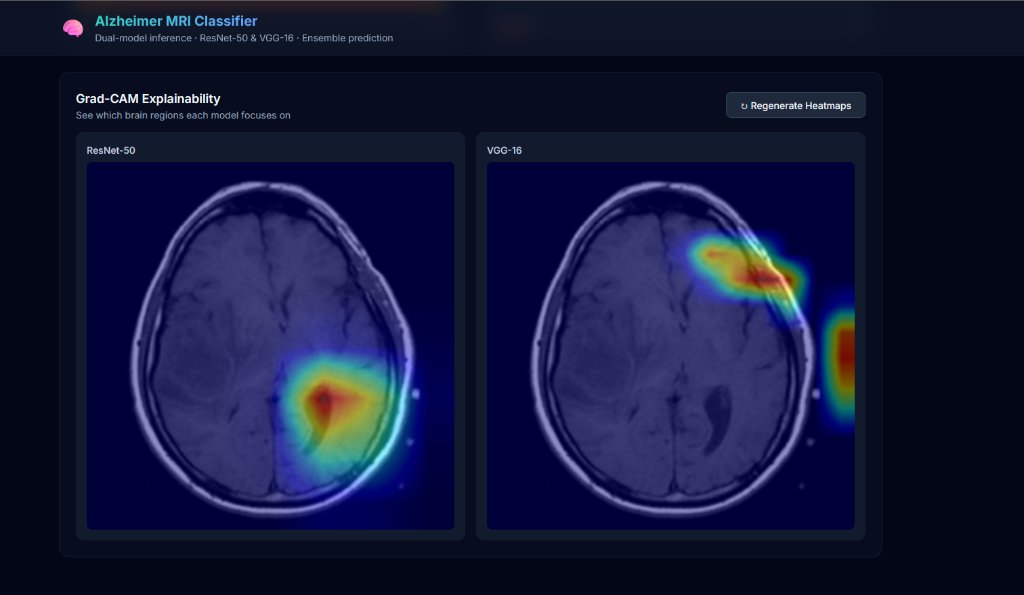 Alzheimer MRI Classifier
Dual-model inference · ResNet-50 & VGG-16 · Ensemble prediction
Grad-CAM Explainability
See which brain regions each model focuses on
↻ Regenerate Heatmaps
ResNet-50
VGG-16